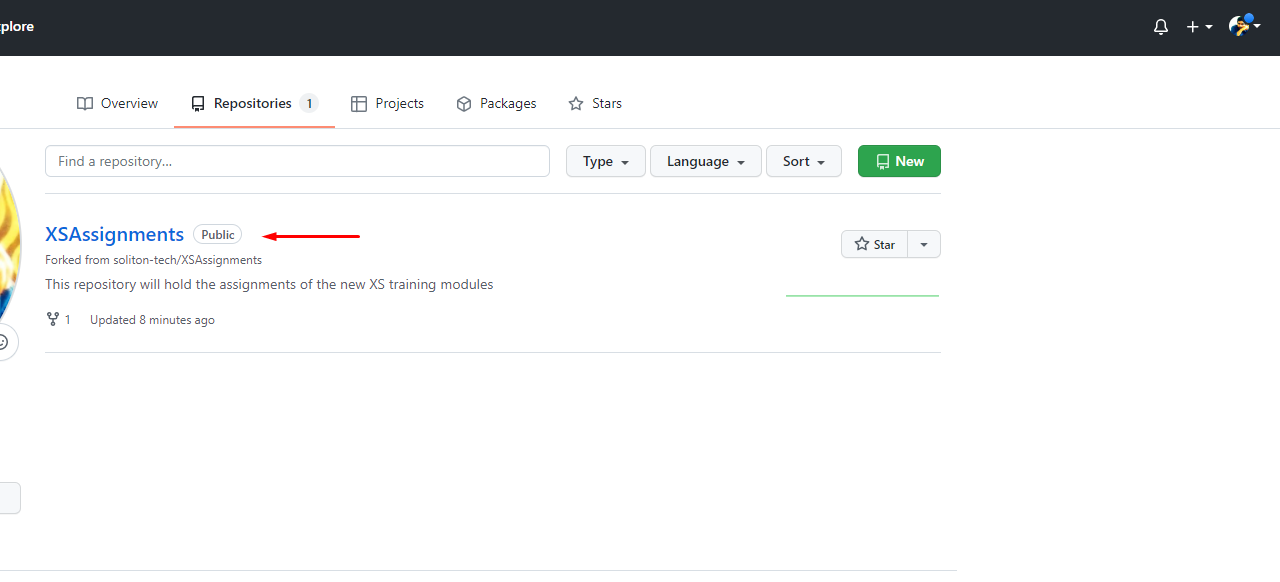 xplore
Overview Repositories 1 Projects Packages Stars
Find a repository... Type Language Sort New
XSAssignments Public
Star
Forked from soliton-tech/XSAssignments
This repository will hold the assignments of the new XS training modules
1 Updated 8 minutes ago